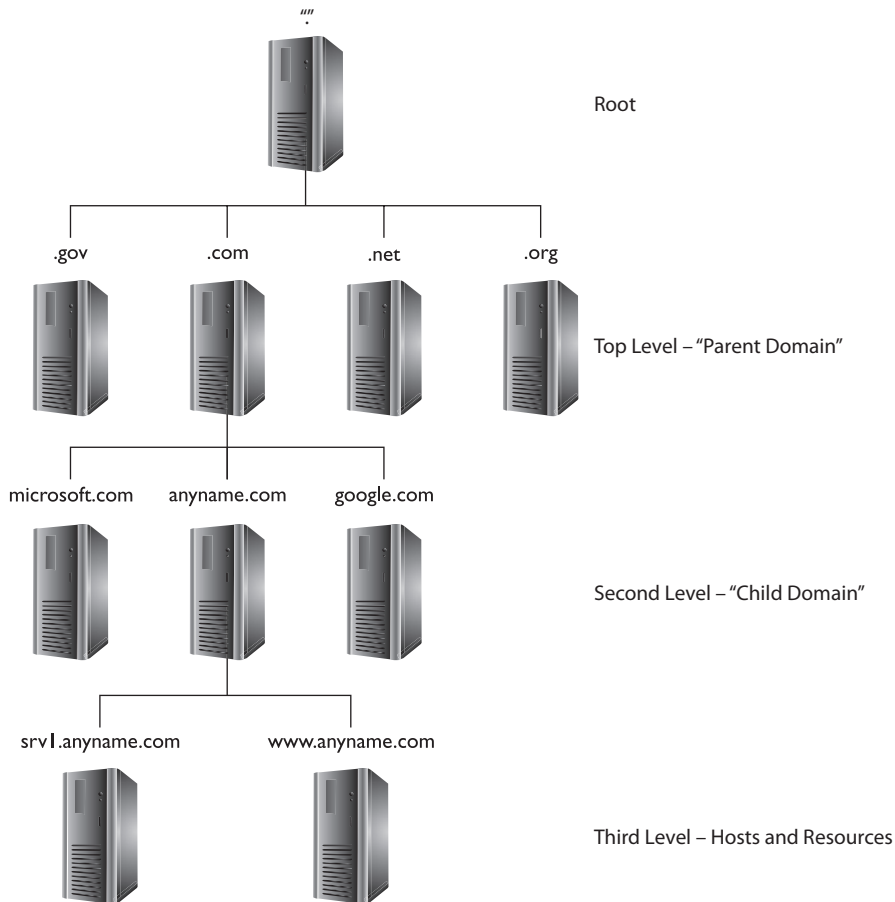 “.”
Root
.gov .com .net .org
Top Level – “Parent Domain”
microsoft.com anyname.com google.com
Second Level – “Child Domain”
srv1.anyname.com www.anyname.com
Third Level – Hosts and Resources